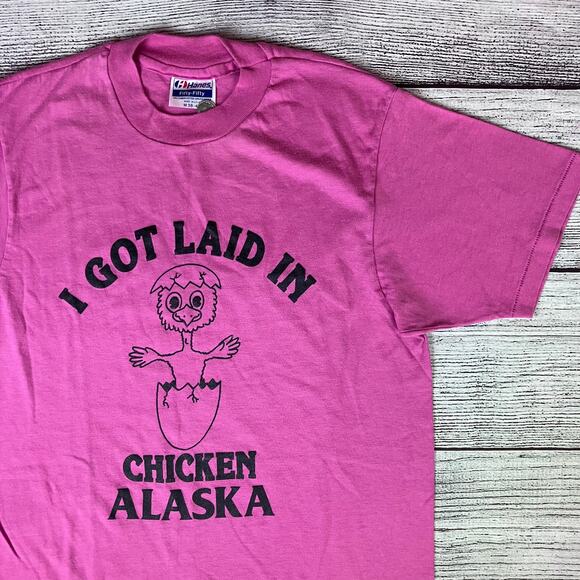 Hanes
Fifty-Fifty
I GOT LAID IN
CHICKEN
ALASKA